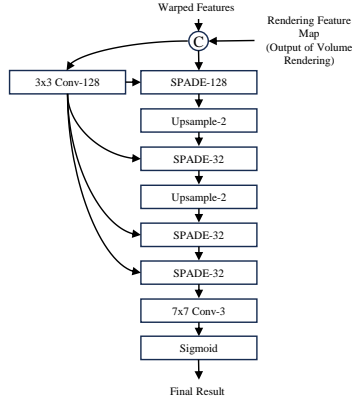 Warped Features
Rendering Feature
Map
(Output of Volume
Rendering)
C
3x3 Conv-128
SPADE-128
Upsample-2
SPADE-32
Upsample-2
SPADE-32
SPADE-32
7x7 Conv-3
Sigmoid
Final Result